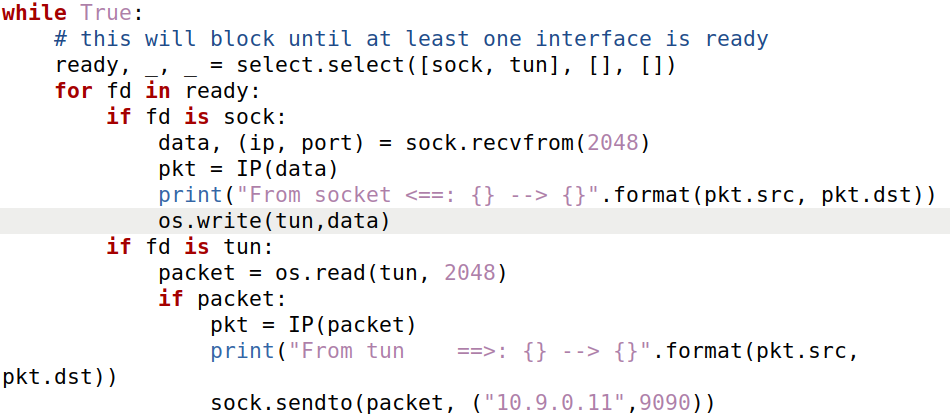 while True:
    # this will block until at least one interface is ready
    ready, _, _ = select.select([sock, tun], [], [])
    for fd in ready:
        if fd is sock:
            data, (ip, port) = sock.recvfrom(2048)
            pkt = IP(data)
            print("From socket <==: {} --> {}".format(pkt.src, pkt.dst))
            os.write(tun,data)
        if fd is tun:
            packet = os.read(tun, 2048)
            if packet:
                pkt = IP(packet)
                print("From tun    ==>: {} --> {}".format(pkt.src,
pkt.dst))
                sock.sendto(packet, ("10.9.0.11",9090))